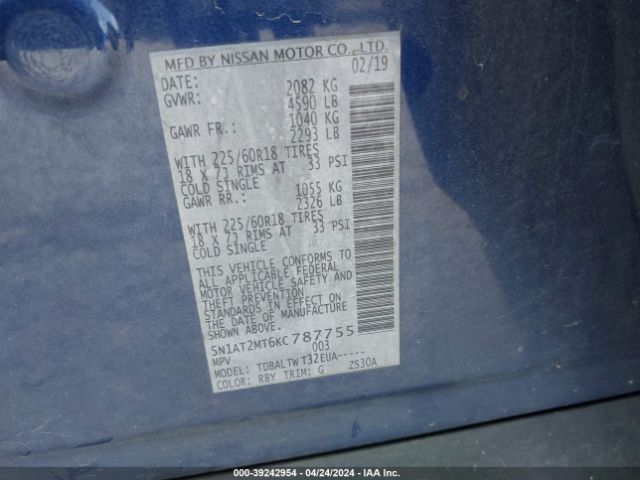 MFD BY NISSAN MOTOR CO., LTD.
DATE: 02/19
GVWR: 2082 KG
4590 LB
GAWR FR.: 1040 KG
2293 LB
WITH 225/60R18 TIRES
18 X 7J RIMS AT 33 PSI
COLD SINGLE
GAWR RR.: 1055 KG
2326 LB
WITH 225/60R18 TIRES
18 X 7J RIMS AT 33 PSI
COLD SINGLE
THIS VEHICLE CONFORMS TO
ALL APPLICABLE FEDERAL
MOTOR VEHICLE SAFETY AND
THEFT PREVENTION
STANDARDS IN EFFECT ON
THE DATE OF MANUFACTURE
SHOWN ABOVE.
5N1AT2MT6KC787755
MPV 003
MODEL: TDBALTW T32EUA-----
COLOR: RBY TRIM: G ZS30A
000-39242954 - 04/24/2024 - IAA Inc.